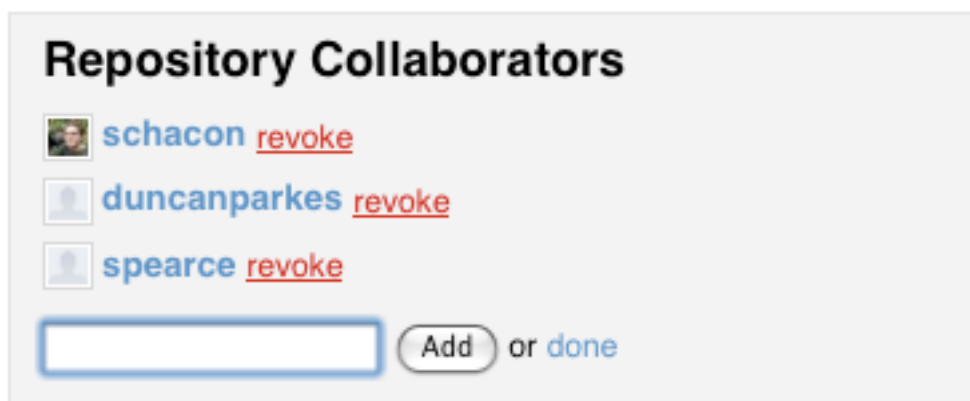 Repository Collaborators
schacon revoke
duncanparkes revoke
spearce revoke
Add or done